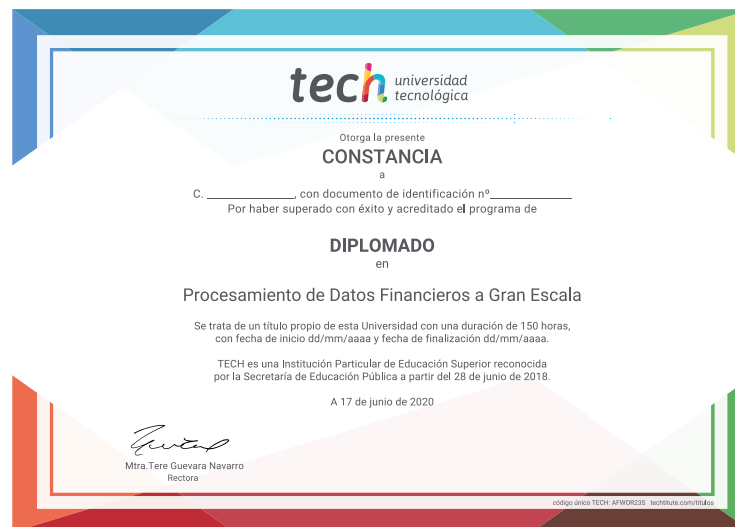 tech universidad
tecnológica
Otorga la presente
CONSTANCIA
a
C. ________________, con documento de identificación nº_______________
Por haber superado con éxito y acreditado el programa de
DIPLOMADO
en
Procesamiento de Datos Financieros a Gran Escala
Se trata de un título propio de esta Universidad con una duración de 150 horas,
con fecha de inicio dd/mm/aaaa y fecha de finalización dd/mm/aaaa.
TECH es una Institución Particular de Educación Superior reconocida
por la Secretaría de Educación Pública a partir del 28 de junio de 2018.
A 17 de junio de 2020
Mtra.Tere Guevara Navarro
Rectora
código único TECH: AFWOR23S techtitute.com/titulos